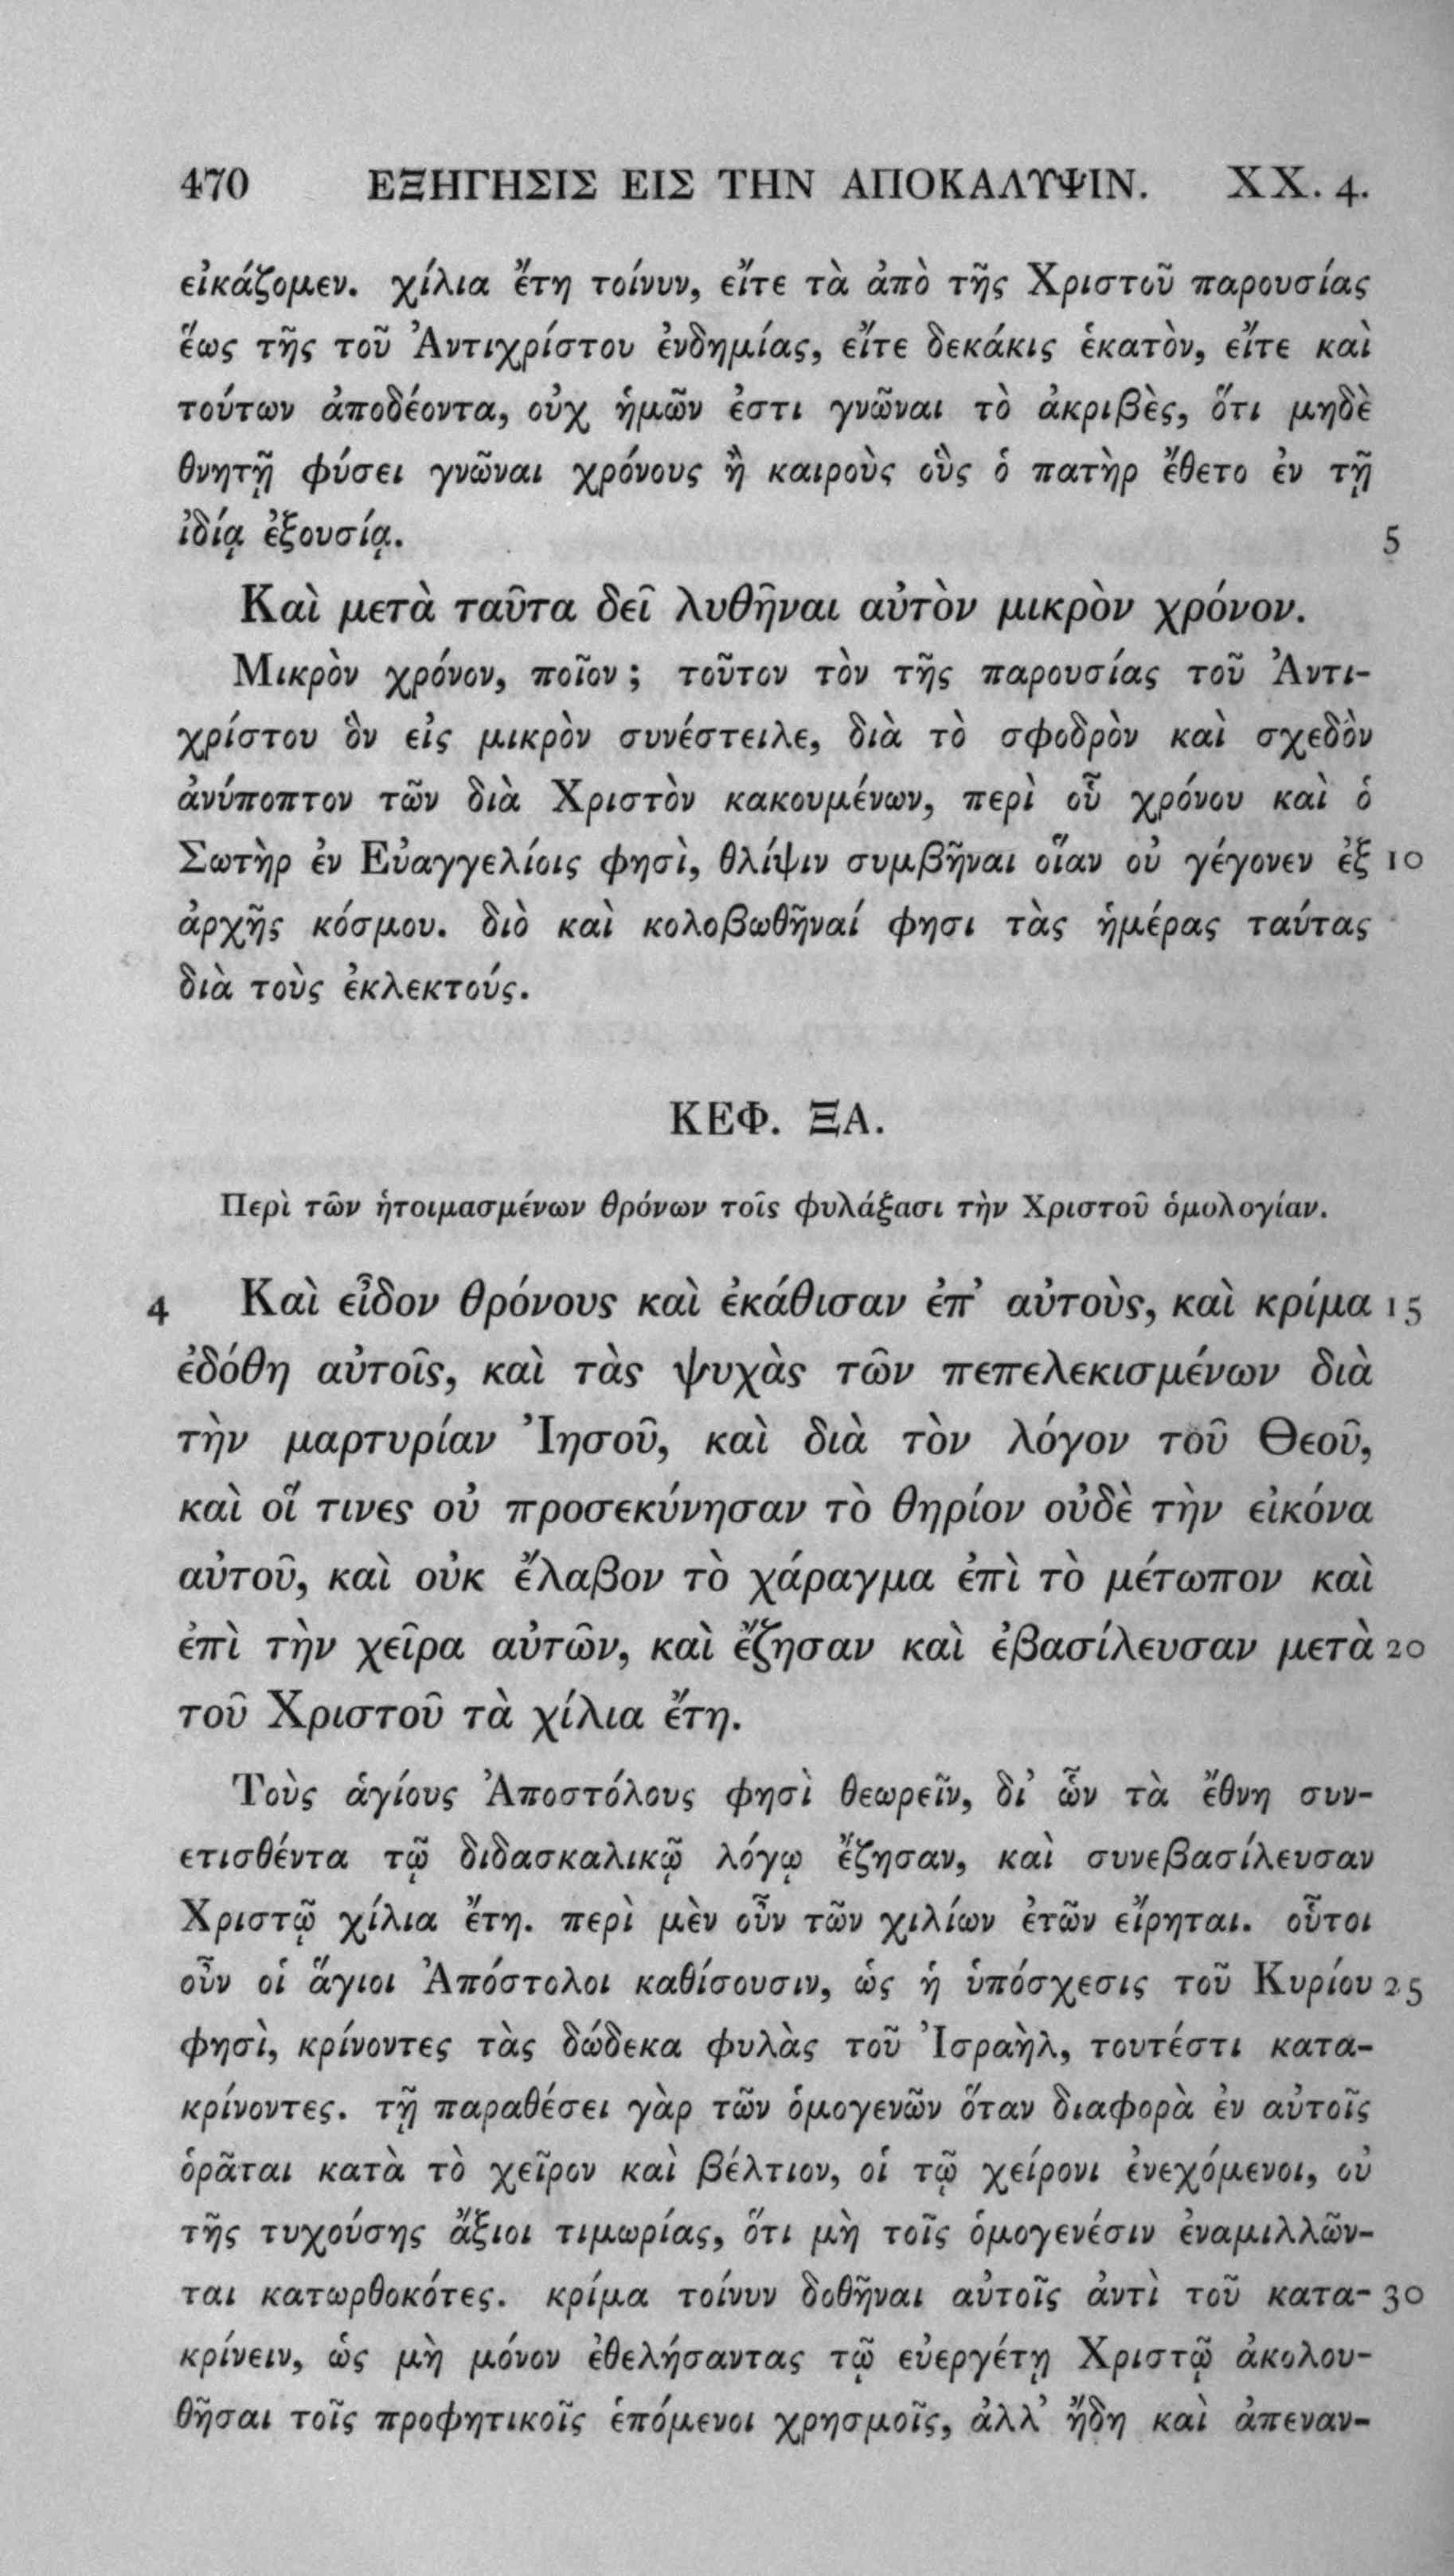 470 ΕΞΗΓΗΣΙΣ ΕΙΣ ΤΗΝ ΑΠΟΚΑΛΥΨΙΝ. XX. 4.
εἰκάζομεν. χίλια ἔτη τοίνυν, εἴτε τὰ ἀπὸ τῆς Χριστοῦ παρουσίας
ἕως τῆς τοῦ Ἀντιχρίστου ἐνδημίας, εἴτε δεκάκις ἑκατὸν, εἴτε καὶ
τούτων ἀποδέοντα, οὐχ ἡμῶν ἐστι γνῶναι τὸ ἀκριβὲς, ὅτι μηδὲ
θνητῇ φύσει γνῶναι χρόνους ἢ καιροὺς οὓς ὁ πατὴρ ἔθετο ἐν τῇ
ἰδίᾳ ἐξουσίᾳ. 5
Καὶ μετὰ ταῦτα δεῖ λυθῆναι αὐτὸν μικρὸν χρόνον.
Μικρὸν χρόνον, ποῖον; τοῦτον τὸν τῆς παρουσίας τοῦ Ἀντι-
χρίστου ὃν εἰς μικρὸν συνέστειλε, διὰ τὸ σφοδρὸν καὶ σχεδὸν
ἀνύποπτον τῶν διὰ Χριστὸν κακουμένων, περὶ οὗ χρόνου καὶ ὁ
Σωτὴρ ἐν Εὐαγγελίοις φησὶ, θλίψιν συμβῆναι οἵαν οὐ γέγονεν ἐξ 10
ἀρχῆς κόσμου. διὸ καὶ κολοβωθῆναί φησι τὰς ἡμέρας ταύτας
διὰ τοὺς ἐκλεκτούς.
ΚΕΦ. ΞΑ.
Περὶ τῶν ἡτοιμασμένων θρόνων τοῖς φυλάξασι τὴν Χριστοῦ ὁμολογίαν.
4 Καὶ εἶδον θρόνους καὶ ἐκάθισαν ἐπ’ αὐτοὺς, καὶ κρίμα 15
ἐδόθη αὐτοῖς, καὶ τὰς ψυχὰς τῶν πεπελεκισμένων διὰ
τὴν μαρτυρίαν Ἰησοῦ, καὶ διὰ τὸν λόγον τοῦ Θεοῦ,
καὶ οἵ τινες οὐ προσεκύνησαν τὸ θηρίον οὐδὲ τὴν εἰκόνα
αὐτοῦ, καὶ οὐκ ἔλαβον τὸ χάραγμα ἐπὶ τὸ μέτωπον καὶ
ἐπὶ τὴν χεῖρα αὐτῶν, καὶ ἔζησαν καὶ ἐβασίλευσαν μετὰ 20
τοῦ Χριστοῦ τὰ χίλια ἔτη.
Τοὺς ἁγίους Ἀποστόλους φησὶ θεωρεῖν, δι’ ὧν τὰ ἔθνη συν-
ετισθέντα τῷ διδασκαλικῷ λόγῳ ἔζησαν, καὶ συνεβασίλευσαν
Χριστῷ χίλια ἔτη. περὶ μὲν οὖν τῶν χιλίων ἐτῶν εἴρηται. οὗτοι
οὖν οἱ ἅγιοι Ἀπόστολοι καθίσουσιν, ὡς ἡ ὑπόσχεσις τοῦ Κυρίου 25
φησὶ, κρίνοντες τὰς δώδεκα φυλὰς τοῦ Ἰσραὴλ, τουτέστι κατα-
κρίνοντες. τῇ παραθέσει γὰρ τῶν ὁμογενῶν ὅταν διαφορὰ ἐν αὐτοῖς
ὁρᾶται κατὰ τὸ χεῖρον καὶ βέλτιον, οἱ τῷ χείρονι ἐνεχόμενοι, οὐ
τῆς τυχούσης ἄξιοι τιμωρίας, ὅτι μὴ τοῖς ὁμογενέσιν ἐναμιλλῶν-
ται κατωρθοκότες. κρίμα τοίνυν δοθῆναι αὐτοῖς ἀντὶ τοῦ κατα- 30
κρίνειν, ὡς μὴ μόνον ἐθελήσαντας τῷ εὐεργέτῃ Χριστῷ ἀκολου-
θῆσαι τοῖς προφητικοῖς ἑπόμενοι χρησμοῖς, ἀλλ’ ἤδη καὶ ἀπεναν-